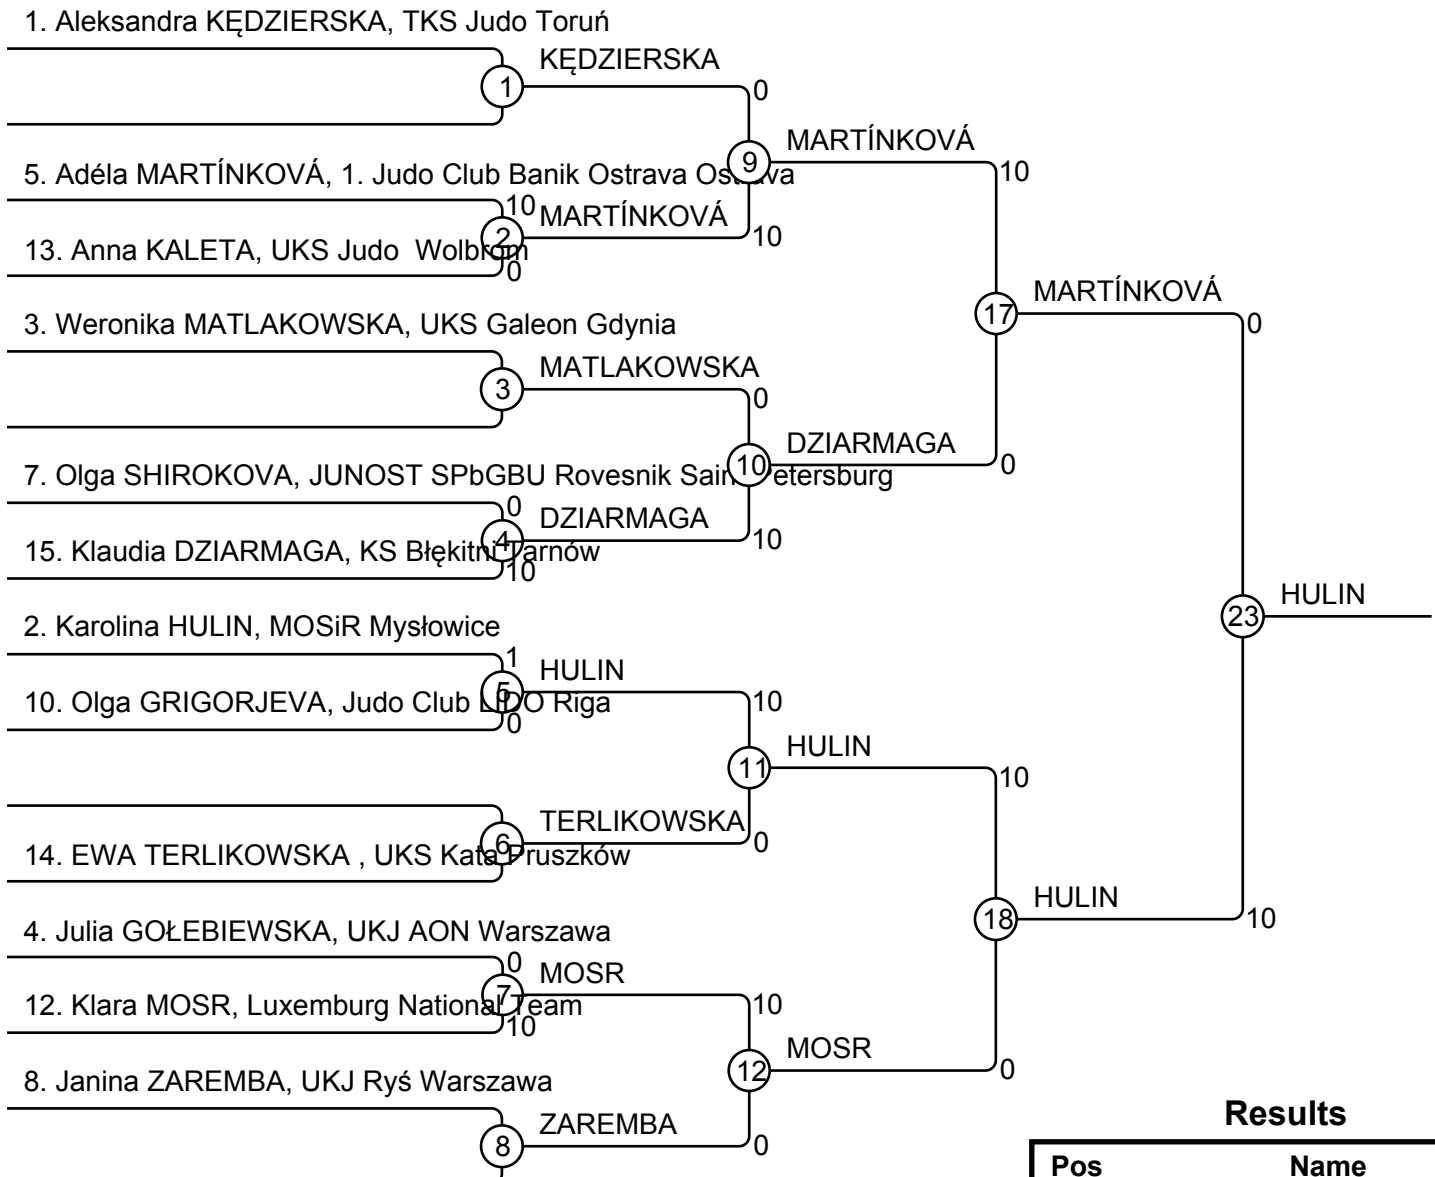 1. Aleksandra KĘDZIERSKA, TKS Judo Toruń
KĘDZIERSKA
1
0
MARTÍNKOVÁ
9
10
5. Adéla MARTÍNKOVÁ, 1. Judo Club Banik Ostrava Ostrava
10
MARTÍNKOVÁ
2
10
13. Anna KALETA, UKS Judo  Wolbrom
0
MARTÍNKOVÁ
17
0
3. Weronika MATLAKOWSKA, UKS Galeon Gdynia
MATLAKOWSKA
3
0
DZIARMAGA
10
0
7. Olga SHIROKOVA, JUNOST SPbGBU Rovesnik Saint Petersburg
0
DZIARMAGA
4
10
15. Klaudia DZIARMAGA, KS Błękitni Tarnów
10
HULIN
23
2. Karolina HULIN, MOSiR Mysłowice
1
HULIN
5
10
10. Olga GRIGORJEVA, Judo Club LIDO Riga
0
HULIN
11
10
TERLIKOWSKA
6
0
14. EWA TERLIKOWSKA , UKS Kata Pruszków
HULIN
18
10
4. Julia GOŁEBIEWSKA, UKJ AON Warszawa
0
MOSR
7
10
12. Klara MOSR, Luxemburg National Team
10
MOSR
12
0
8. Janina ZAREMBA, UKJ Ryś Warszawa
ZAREMBA
8
0
Results
Pos Name